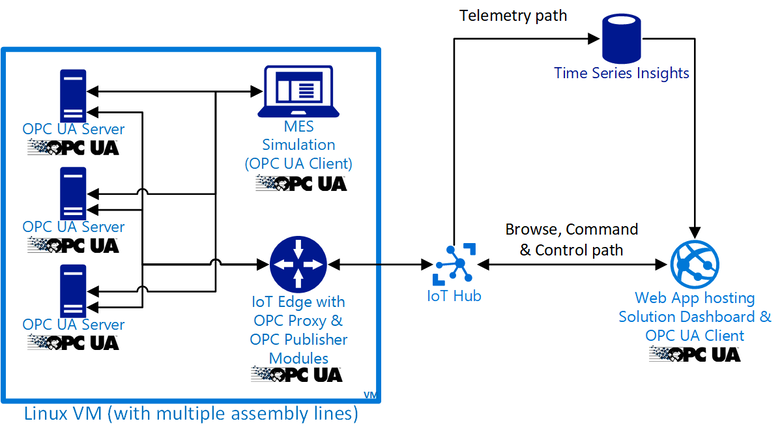 Telemetry path
Time Series Insights
OPC UA Server
OPC UA
MES
Simulation
(OPC UA Client)
OPC UA
OPC UA Server
OPC UA
Browse, Command
& Control path
IoT Hub
IoT Edge with
OPC Proxy &
OPC Publisher
Modules
OPC UA
OPC UA Server
OPC UA
Web App hosting
Solution Dashboard &
OPC UA Client
OPC UA
VM
Linux VM (with multiple assembly lines)